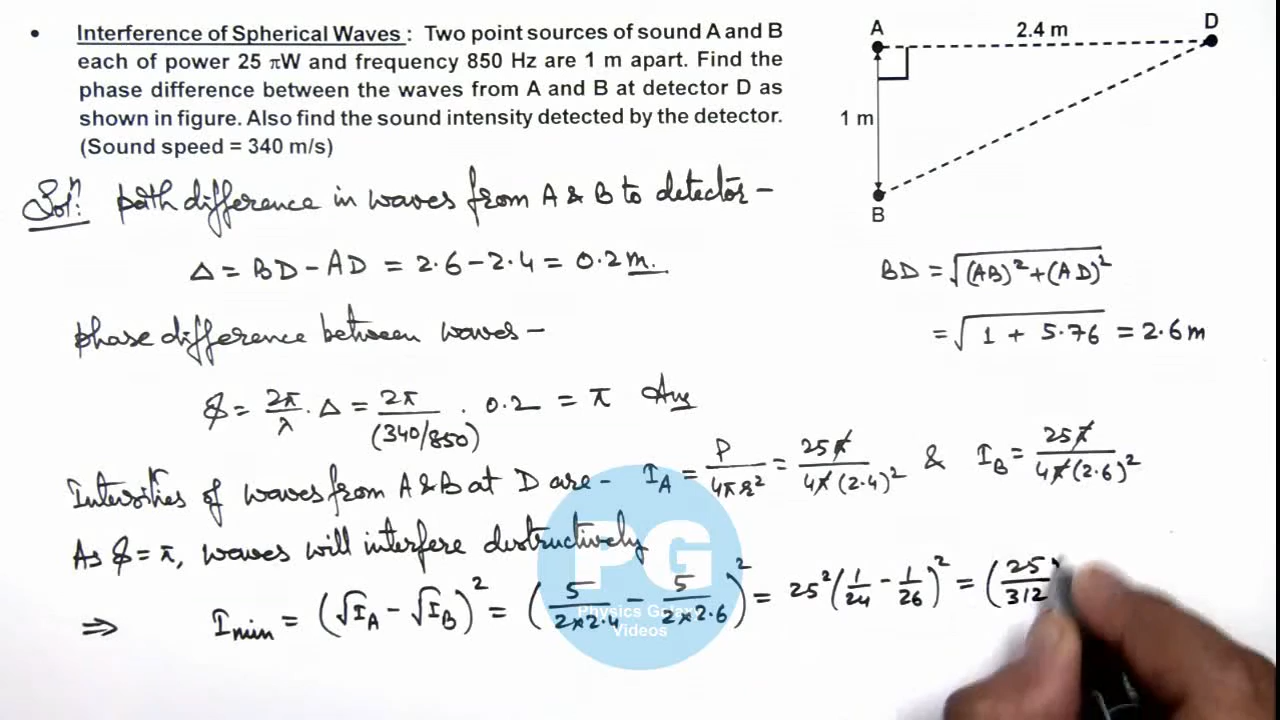 • Interference of Spherical Waves : Two point sources of sound A and B
each of power 25 πW and frequency 850 Hz are 1 m apart. Find the
phase difference between the waves from A and B at detector D as
shown in figure. Also find the sound intensity detected by the detector.
(Sound speed = 340 m/s)
A
2.4 m
D
1 m
B
Solⁿ: path difference in waves from A & B to detector –
Δ = BD – AD = 2.6 – 2.4 = 0.2 m.
BD = √((AB)² + (AD)²)
= √(1 + 5.76) = 2.6 m
phase difference between waves –
ϕ = 2π/λ · Δ = 2π/(340/850) · 0.2 = π Ans
Intensities of waves from A & B at D are – I_A = P/4πr² = 25π/4π(2.4)² & I_B = 25π/4π(2.6)²
As ϕ = π, waves will interfere destructively
⇒ I_min = (√I_A – √I_B)² = (5/2×2.4 – 5/2×2.6)² = 25²(1/24 – 1/26)² = (25/312
PG
Physics Galaxy
Videos